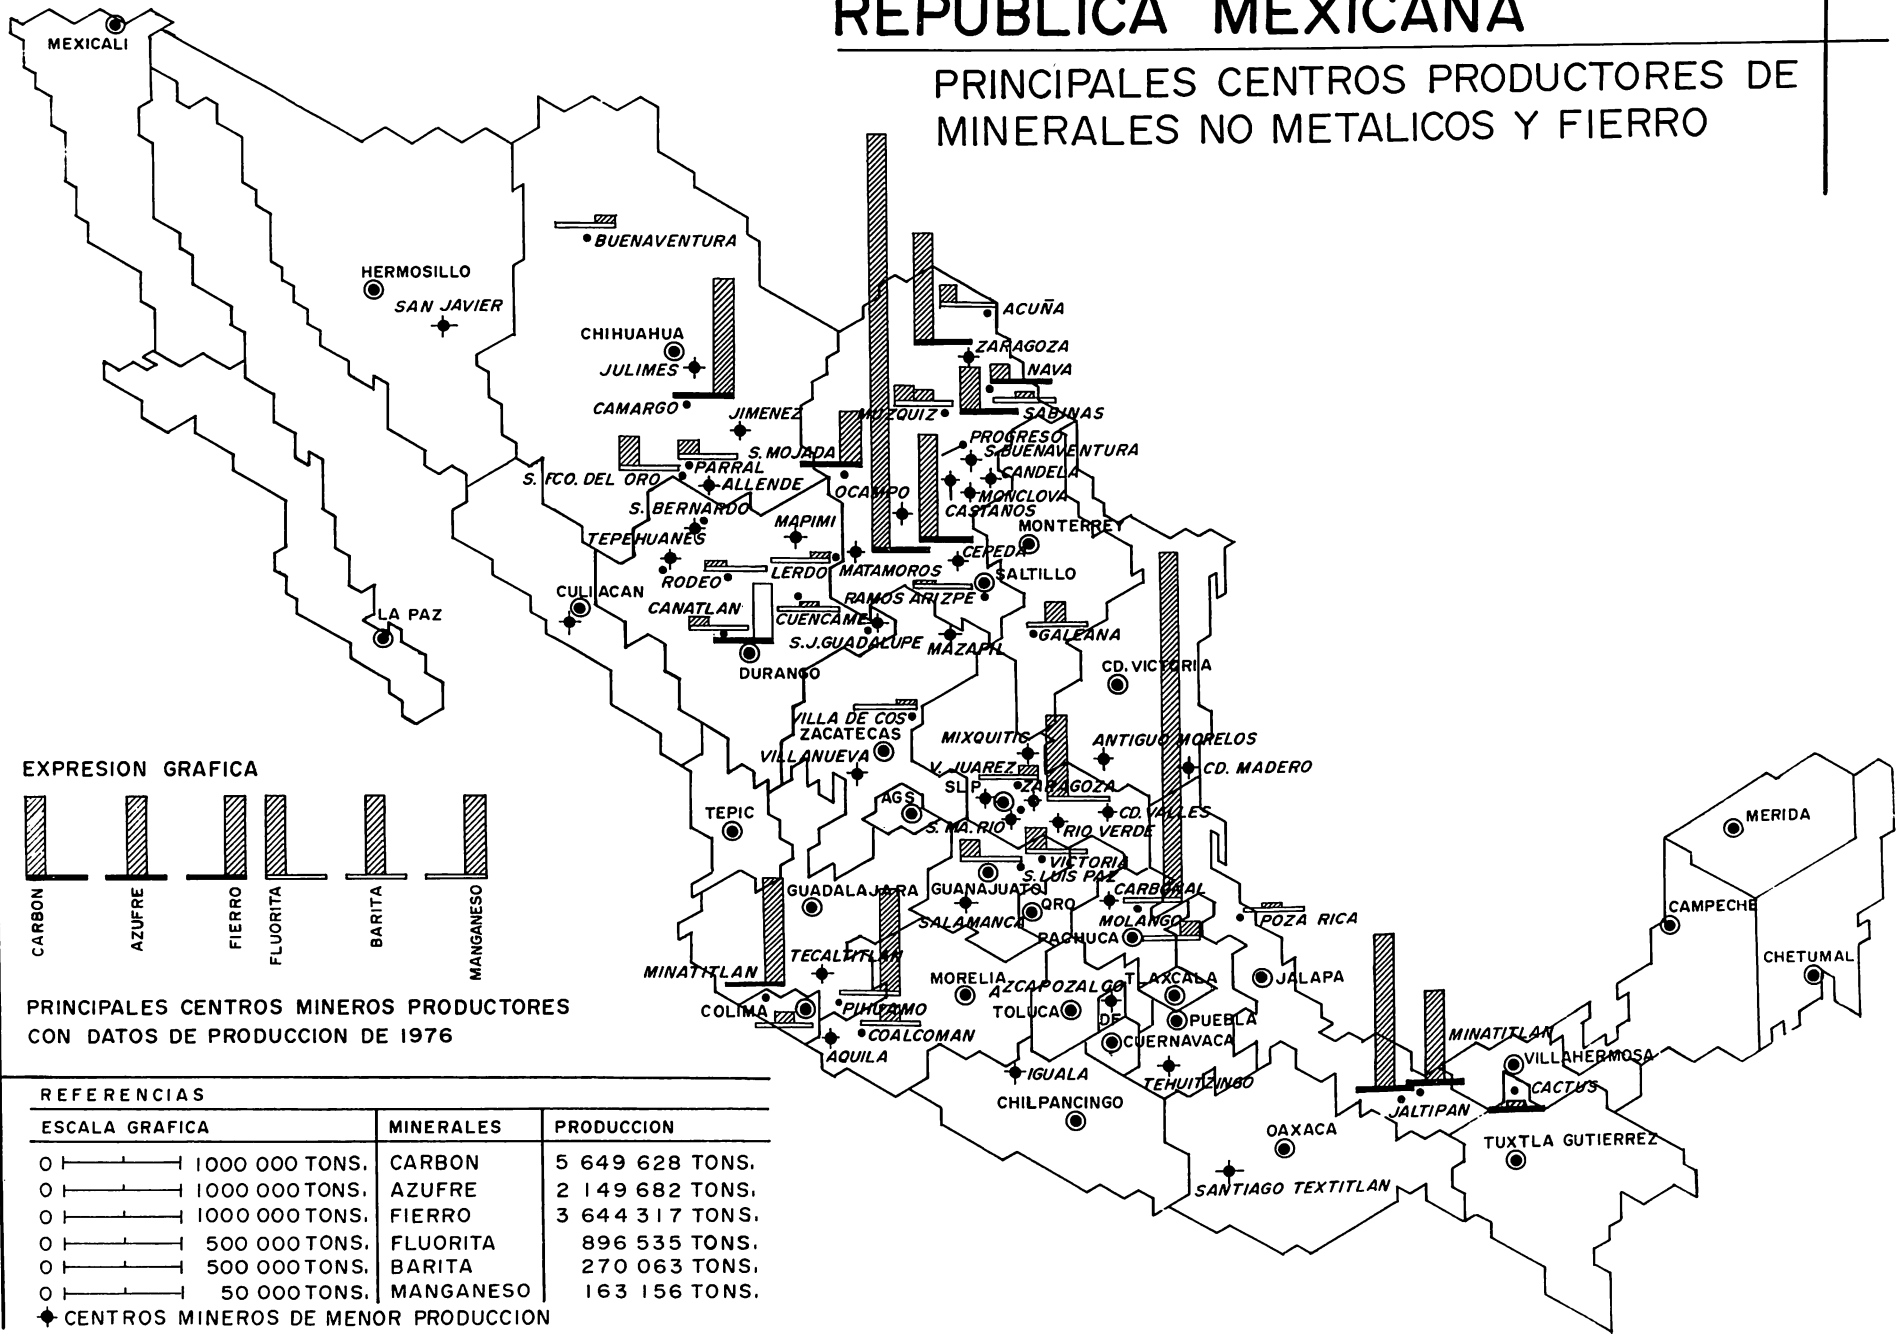 REPUBLICA MEXICANA
PRINCIPALES CENTROS PRODUCTORES DE
MINERALES NO METALICOS Y FIERRO
MEXICALI
BUENAVENTURA
HERMOSILLO
SAN JAVIER
ACUÑA
CHIHUAHUA
ZARAGOZA
JULIMES
NAVA
CAMARGO
JIMENEZ
MUZQUIZ
SABINAS
PROGRESO
S. MOJADA
S. BUENAVENTURA
PARRAL
CANDELA
S. FCO. DEL ORO
ALLENDE
OCAMPO
MONCLOVA
S. BERNARDO
CASTAÑOS
MAPIMI
MONTERREY
TEPEHUANES
CEPEDA
RODEO
LERDO
MATAMOROS
SALTILLO
CULIACAN
RAMOS ARIZPE
CANATLAN
LA PAZ
CUENCAME
GALEANA
S.J.GUADALUPE
MAZAPIL
DURANGO
CD. VICTORIA
VILLA DE COS
ZACATECAS
MIXQUITIC
ANTIGUO MORELOS
VILLANUEVA
V. JUAREZ
CD. MADERO
SLP
ZARAGOZA
AGS
TEPIC
CD. VALLES
S. MA. RIO
RIO VERDE
MERIDA
VICTORIA
S. LUIS PAZ
GUADALAJARA
GUANAJUATO
CARBONAL
QRO
CAMPECHE
SALAMANCA
MOLANGO
POZA RICA
PACHUCA
TECALTITLAN
CHETUMAL
MINATITLAN
MORELIA
AZCAPOZALCO
TLAXCALA
JALAPA
COLIMA
PIHUAMO
TOLUCA
DF
PUEBLA
COALCOMAN
CUERNAVACA
MINATITLAN
AQUILA
VILLAHERMOSA
IGUALA
TEHUITZINGO
CACTUS
CHILPANCINGO
JALTIPAN
OAXACA
TUXTLA GUTIERREZ
SANTIAGO TEXTITLAN
EXPRESION GRAFICA
CARBON
AZUFRE
FIERRO
FLUORITA
BARITA
MANGANESO
PRINCIPALES CENTROS MINEROS PRODUCTORES
CON DATOS DE PRODUCCION DE 1976
REFERENCIAS
ESCALA GRAFICA MINERALES PRODUCCION
0 1000 000 TONS. CARBON 5 649 628 TONS.
0 1000 000 TONS. AZUFRE 2 149 682 TONS.
0 1000 000 TONS. FIERRO 3 644 317 TONS.
0 500 000 TONS. FLUORITA 896 535 TONS.
0 500 000 TONS. BARITA 270 063 TONS.
0 50 000 TONS. MANGANESO 163 156 TONS.
CENTROS MINEROS DE MENOR PRODUCCION